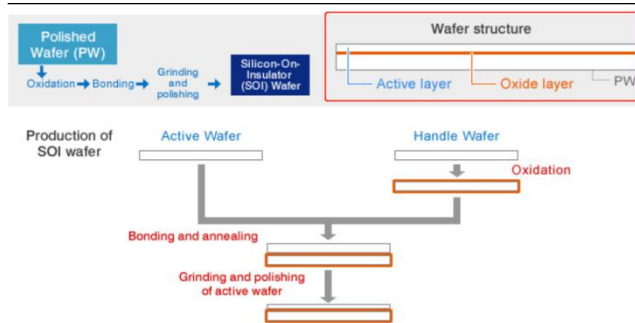 Polished
Wafer (PW)
Oxidation
Bonding
Grinding
and
polishing
Silicon-On-
Insulator
(SOI) Wafer
Wafer structure
Active layer
Oxide layer
PW
Production of
SOI wafer
Active Wafer
Handle Wafer
Oxidation
Bonding and annealing
Grinding and polishing
of active wafer